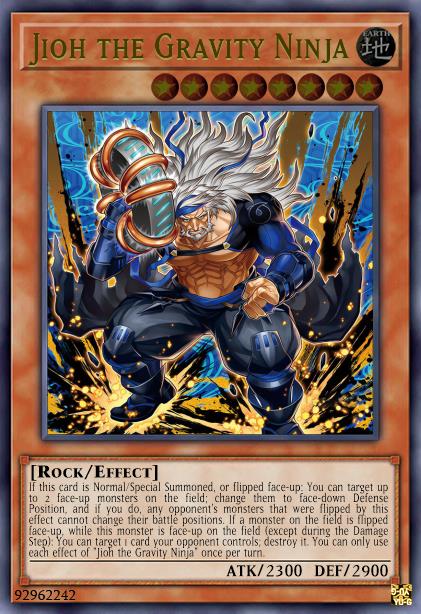 Jioh the Gravity Ninja
EARTH
地
[Rock/Effect]
If this card is Normal/Special Summoned, or flipped face-up: You can target up
to 2 face-up monsters on the field; change them to face-down Defense
Position, and if you do, any opponent's monsters that were flipped by this
effect cannot change their battle positions. If a monster on the field is flipped
face-up, while this monster is face-up on the field (except during the Damage
Step): You can target 1 card your opponent controls; destroy it. You can only use
each effect of "Jioh the Gravity Ninja" once per turn.
ATK/2300 DEF/2900
92962242